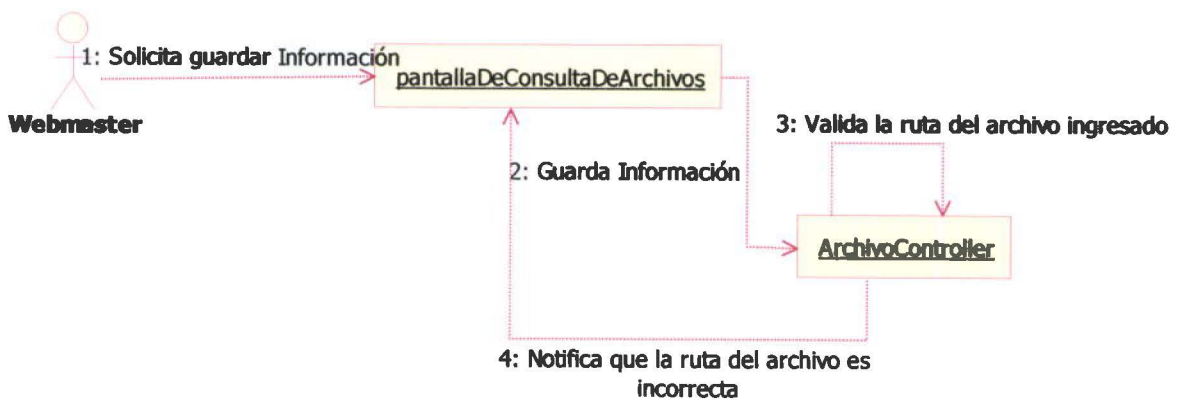 1: Solicita guardar Información
pantallaDeConsultaDeArchivos
Webmaster
3: Valida la ruta del archivo ingresado
2: Guarda Información
ArchivoController
4: Notifica que la ruta del archivo es
incorrecta